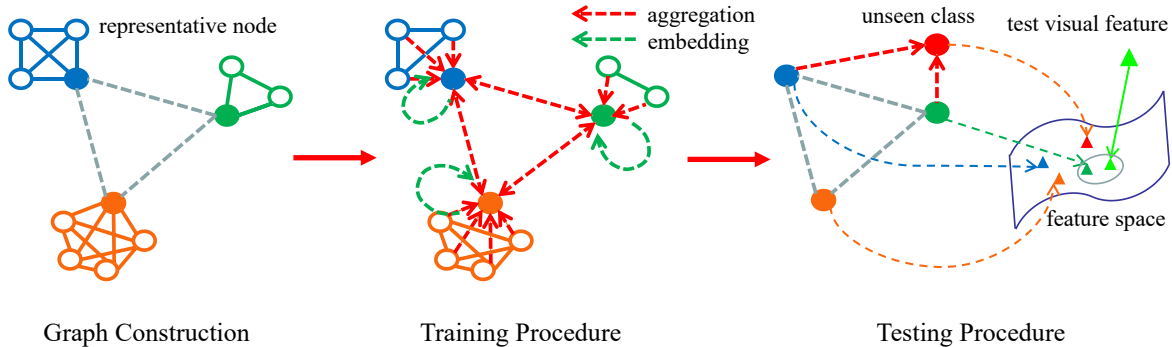 representative node
aggregation
embedding
unseen class
test visual feature
feature space
Graph Construction
Training Procedure
Testing Procedure